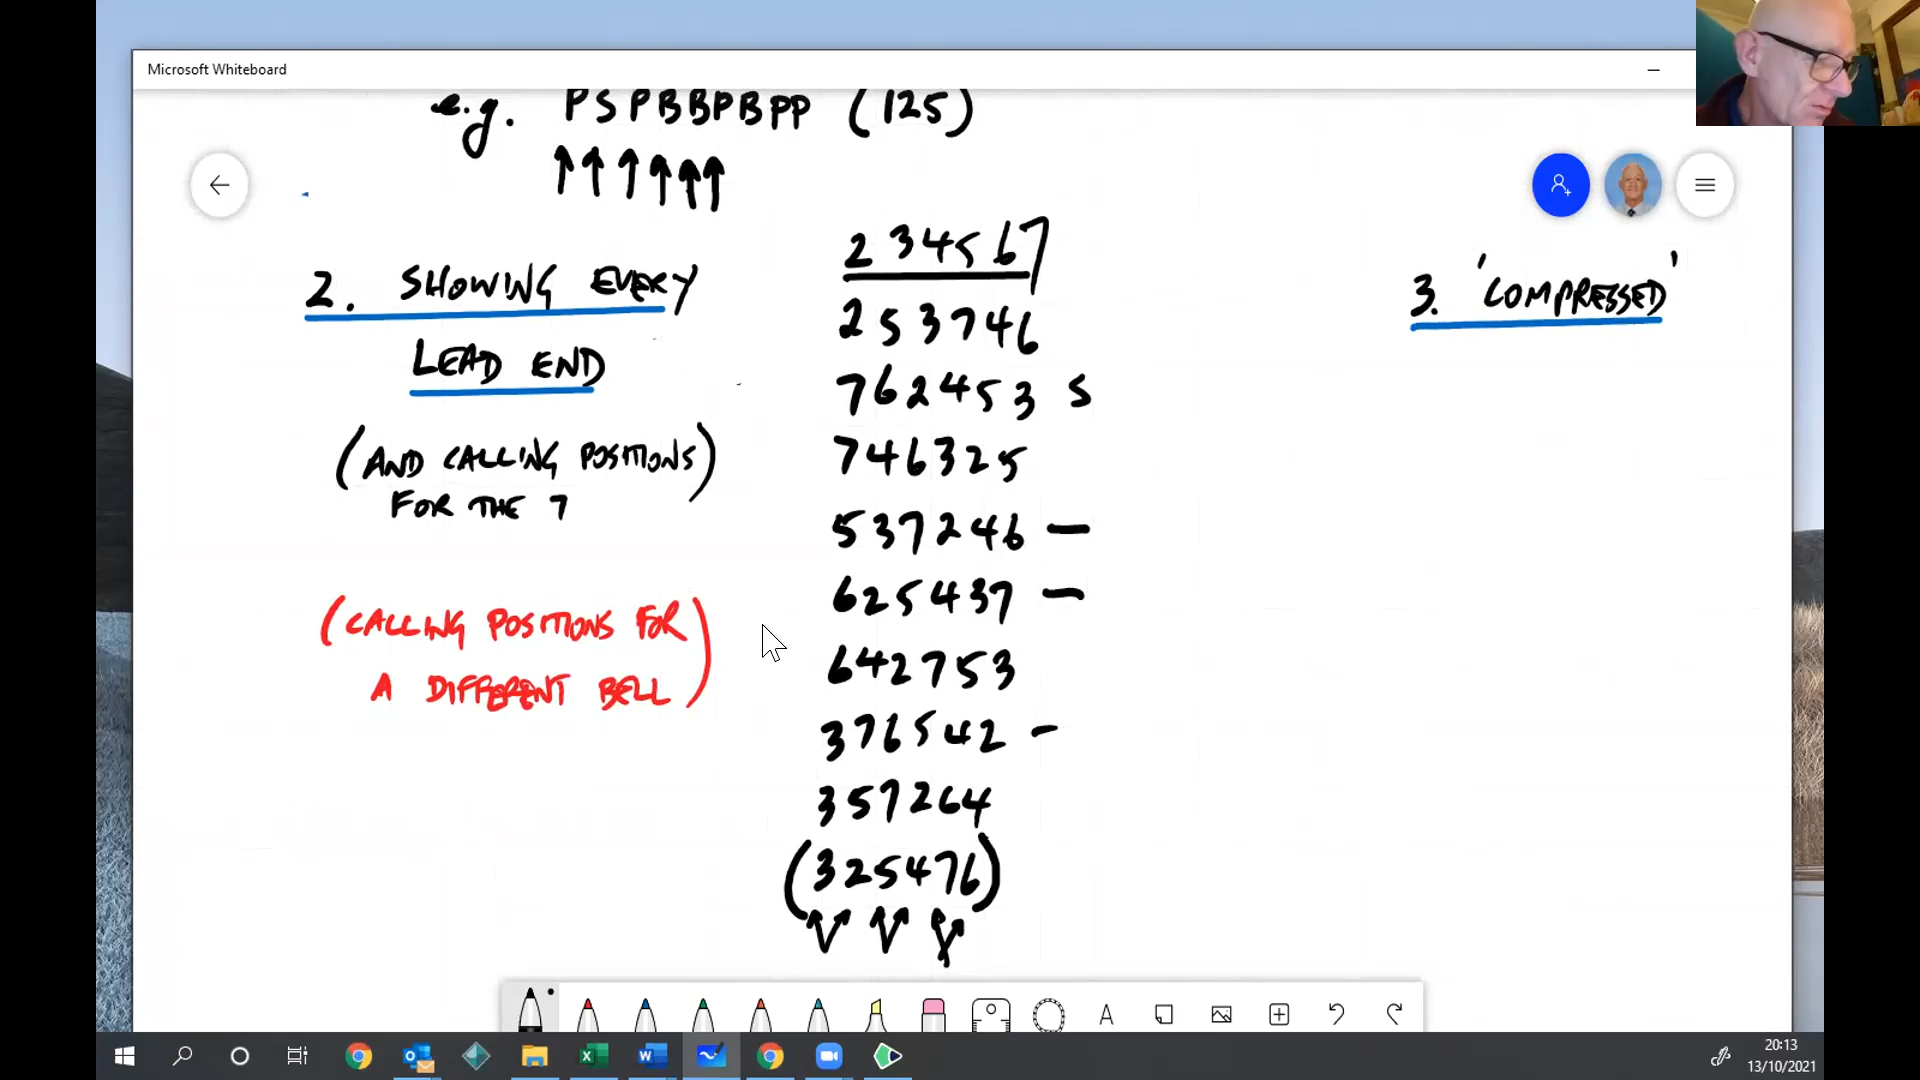 Microsoft Whiteboard
e.g. PSPBBPBPP (125)
2. SHOWING EVERY
LEAD END
(AND CALLING POSITIONS)
FOR THE 7
(CALLING POSITIONS FOR
A DIFFERENT BELL)
234567
253746
762453 S
746325
537246 –
625437 –
642753
376542 –
357264
(325476)
3. 'COMPRESSED'
A
20:13
13/10/2021